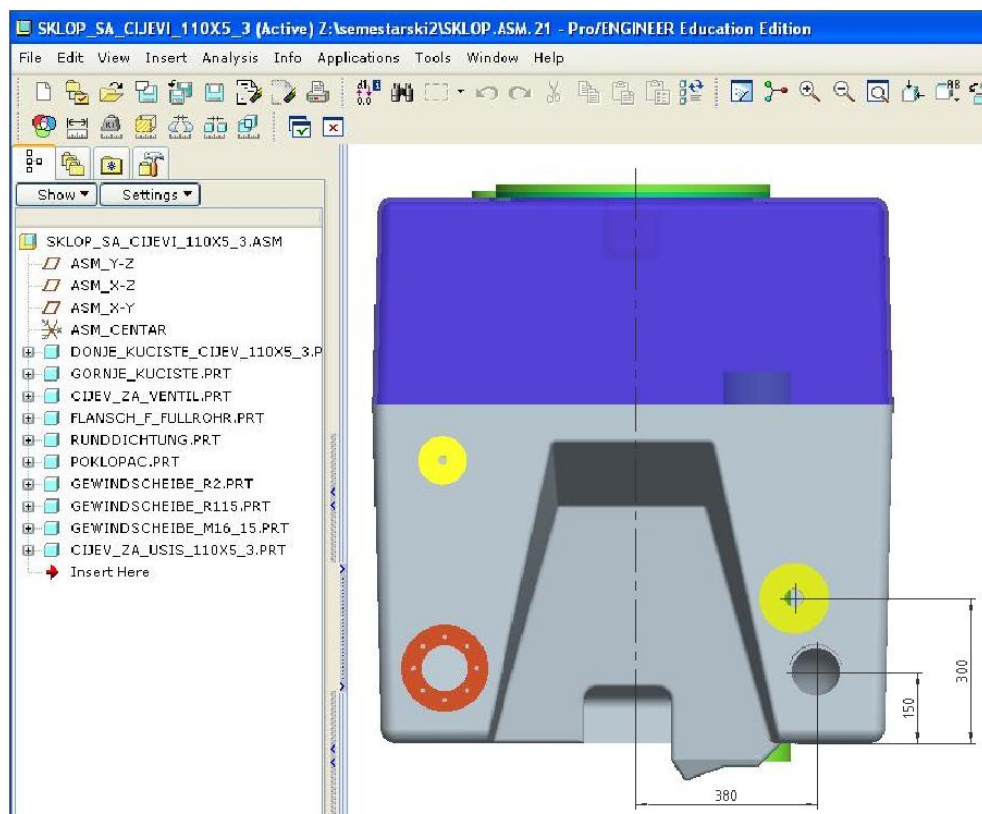 SKLOP_SA_CIJEVI_110X5_3 (Active) Z:\semestarski2\SKLOP.ASM.21 - Pro/ENGINEER Education Edition
File Edit View Insert Analysis Info Applications Tools Window Help
Show Settings
SKLOP_SA_CIJEVI_110X5_3.ASM
ASM_Y-Z
ASM_X-Z
ASM_X-Y
ASM_CENTAR
DONJE_KUCISTE_CIJEV_110X5_3.P
GORNJE_KUCISTE.PRT
CIJEV_ZA_VENTIL.PRT
FLANSCH_F_FULLROHR.PRT
RUNDDICHTUNG.PRT
POKLOPAC.PRT
GEWINDSCHEIBE_R2.PRT
GEWINDSCHEIBE_R115.PRT
GEWINDSCHEIBE_M16_15.PRT
CIJEV_ZA_USIS_110X5_3.PRT
Insert Here
300
150
380